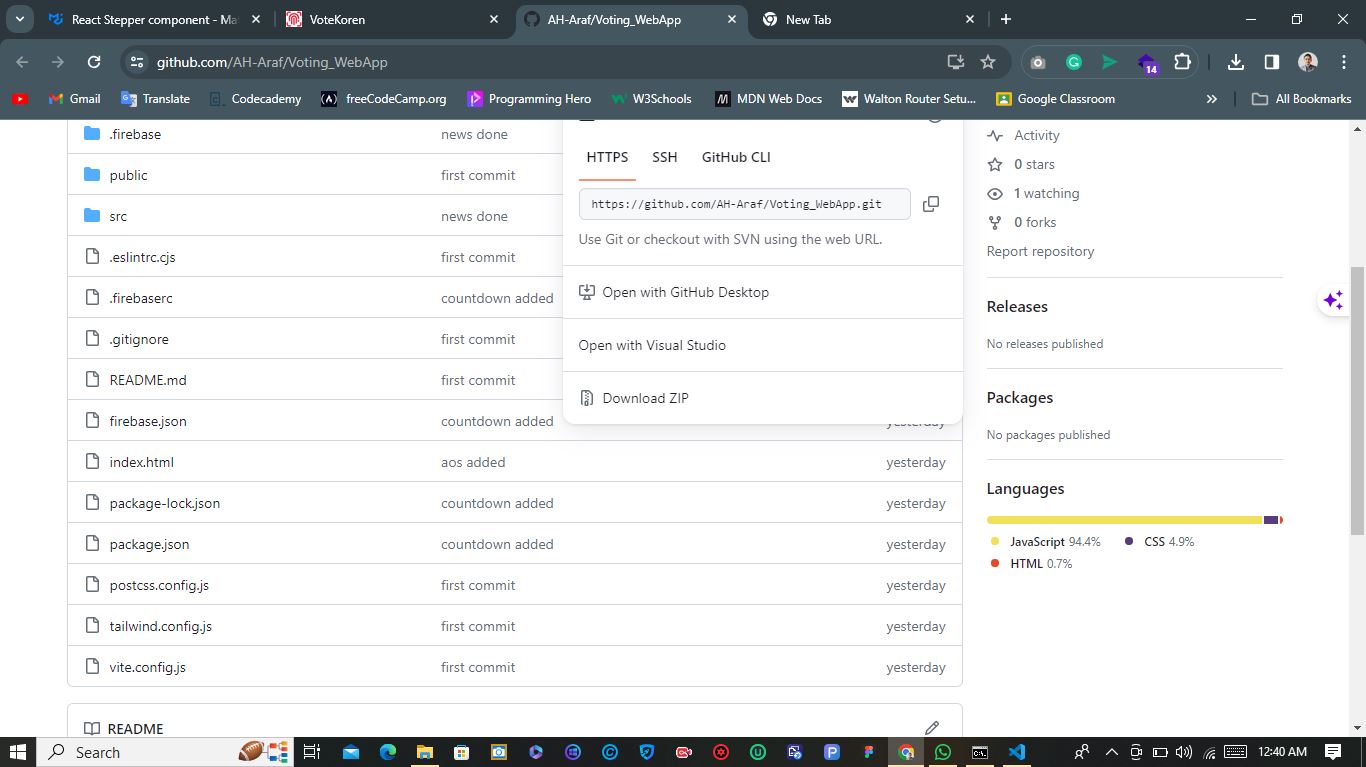 React Stepper component - Ma
VoteKoren
AH-Araf/Voting_WebApp
New Tab
github.com/AH-Araf/Voting_WebApp
14
Gmail
Translate
Codecademy
freeCodeCamp.org
Programming Hero
W3Schools
MDN Web Docs
Walton Router Setu...
Google Classroom
All Bookmarks
.firebase
news done
public
first commit
src
news done
.eslintrc.cjs
first commit
.firebaserc
countdown added
.gitignore
first commit
README.md
first commit
firebase.json
countdown added
yesterday
index.html
aos added
yesterday
package-lock.json
countdown added
yesterday
package.json
countdown added
yesterday
postcss.config.js
first commit
yesterday
tailwind.config.js
first commit
yesterday
vite.config.js
first commit
yesterday
README
HTTPS
SSH
GitHub CLI
https://github.com/AH-Araf/Voting_WebApp.git
Use Git or checkout with SVN using the web URL.
Open with GitHub Desktop
Open with Visual Studio
Download ZIP
Activity
0 stars
1 watching
0 forks
Report repository
Releases
No releases published
Packages
No packages published
Languages
JavaScript 94.4%
CSS 4.9%
HTML 0.7%
Search
12:40 AM